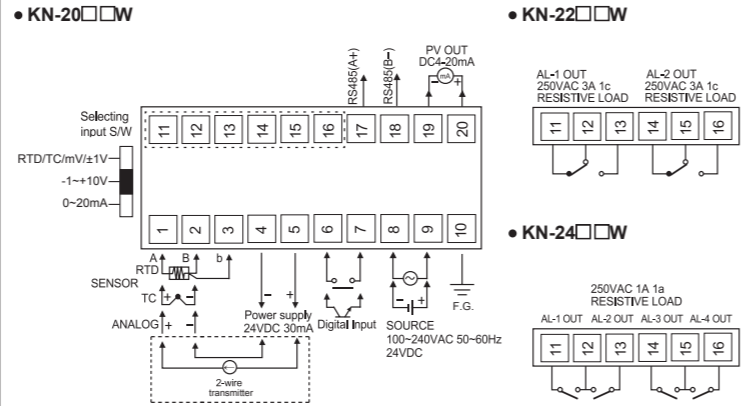 • KN-20□□W
RS485(A+)
RS485(B−)
PV OUT
DC4-20mA
− mA +
Selecting
input S/W
RTD/TC/mV/±1V
-1~+10V
0~20mA
11 12 13 14 15 16 17 18 19 20
1 2 3 4 5 6 7 8 9 10
A B b
RTD
SENSOR
TC + −
ANALOG + −
− +
Power supply
24VDC 30mA
2-wire
transmitter
Digital Input
− +
SOURCE
100~240VAC 50~60Hz
24VDC
F.G.
• KN-22□□W
AL-1 OUT
250VAC 3A 1c
RESISTIVE LOAD
AL-2 OUT
250VAC 3A 1c
RESISTIVE LOAD
11 12 13 14 15 16
• KN-24□□W
250VAC 1A 1a
RESISTIVE LOAD
AL-1 OUT AL-2 OUT AL-3 OUT AL-4 OUT
11 12 13 14 15 16